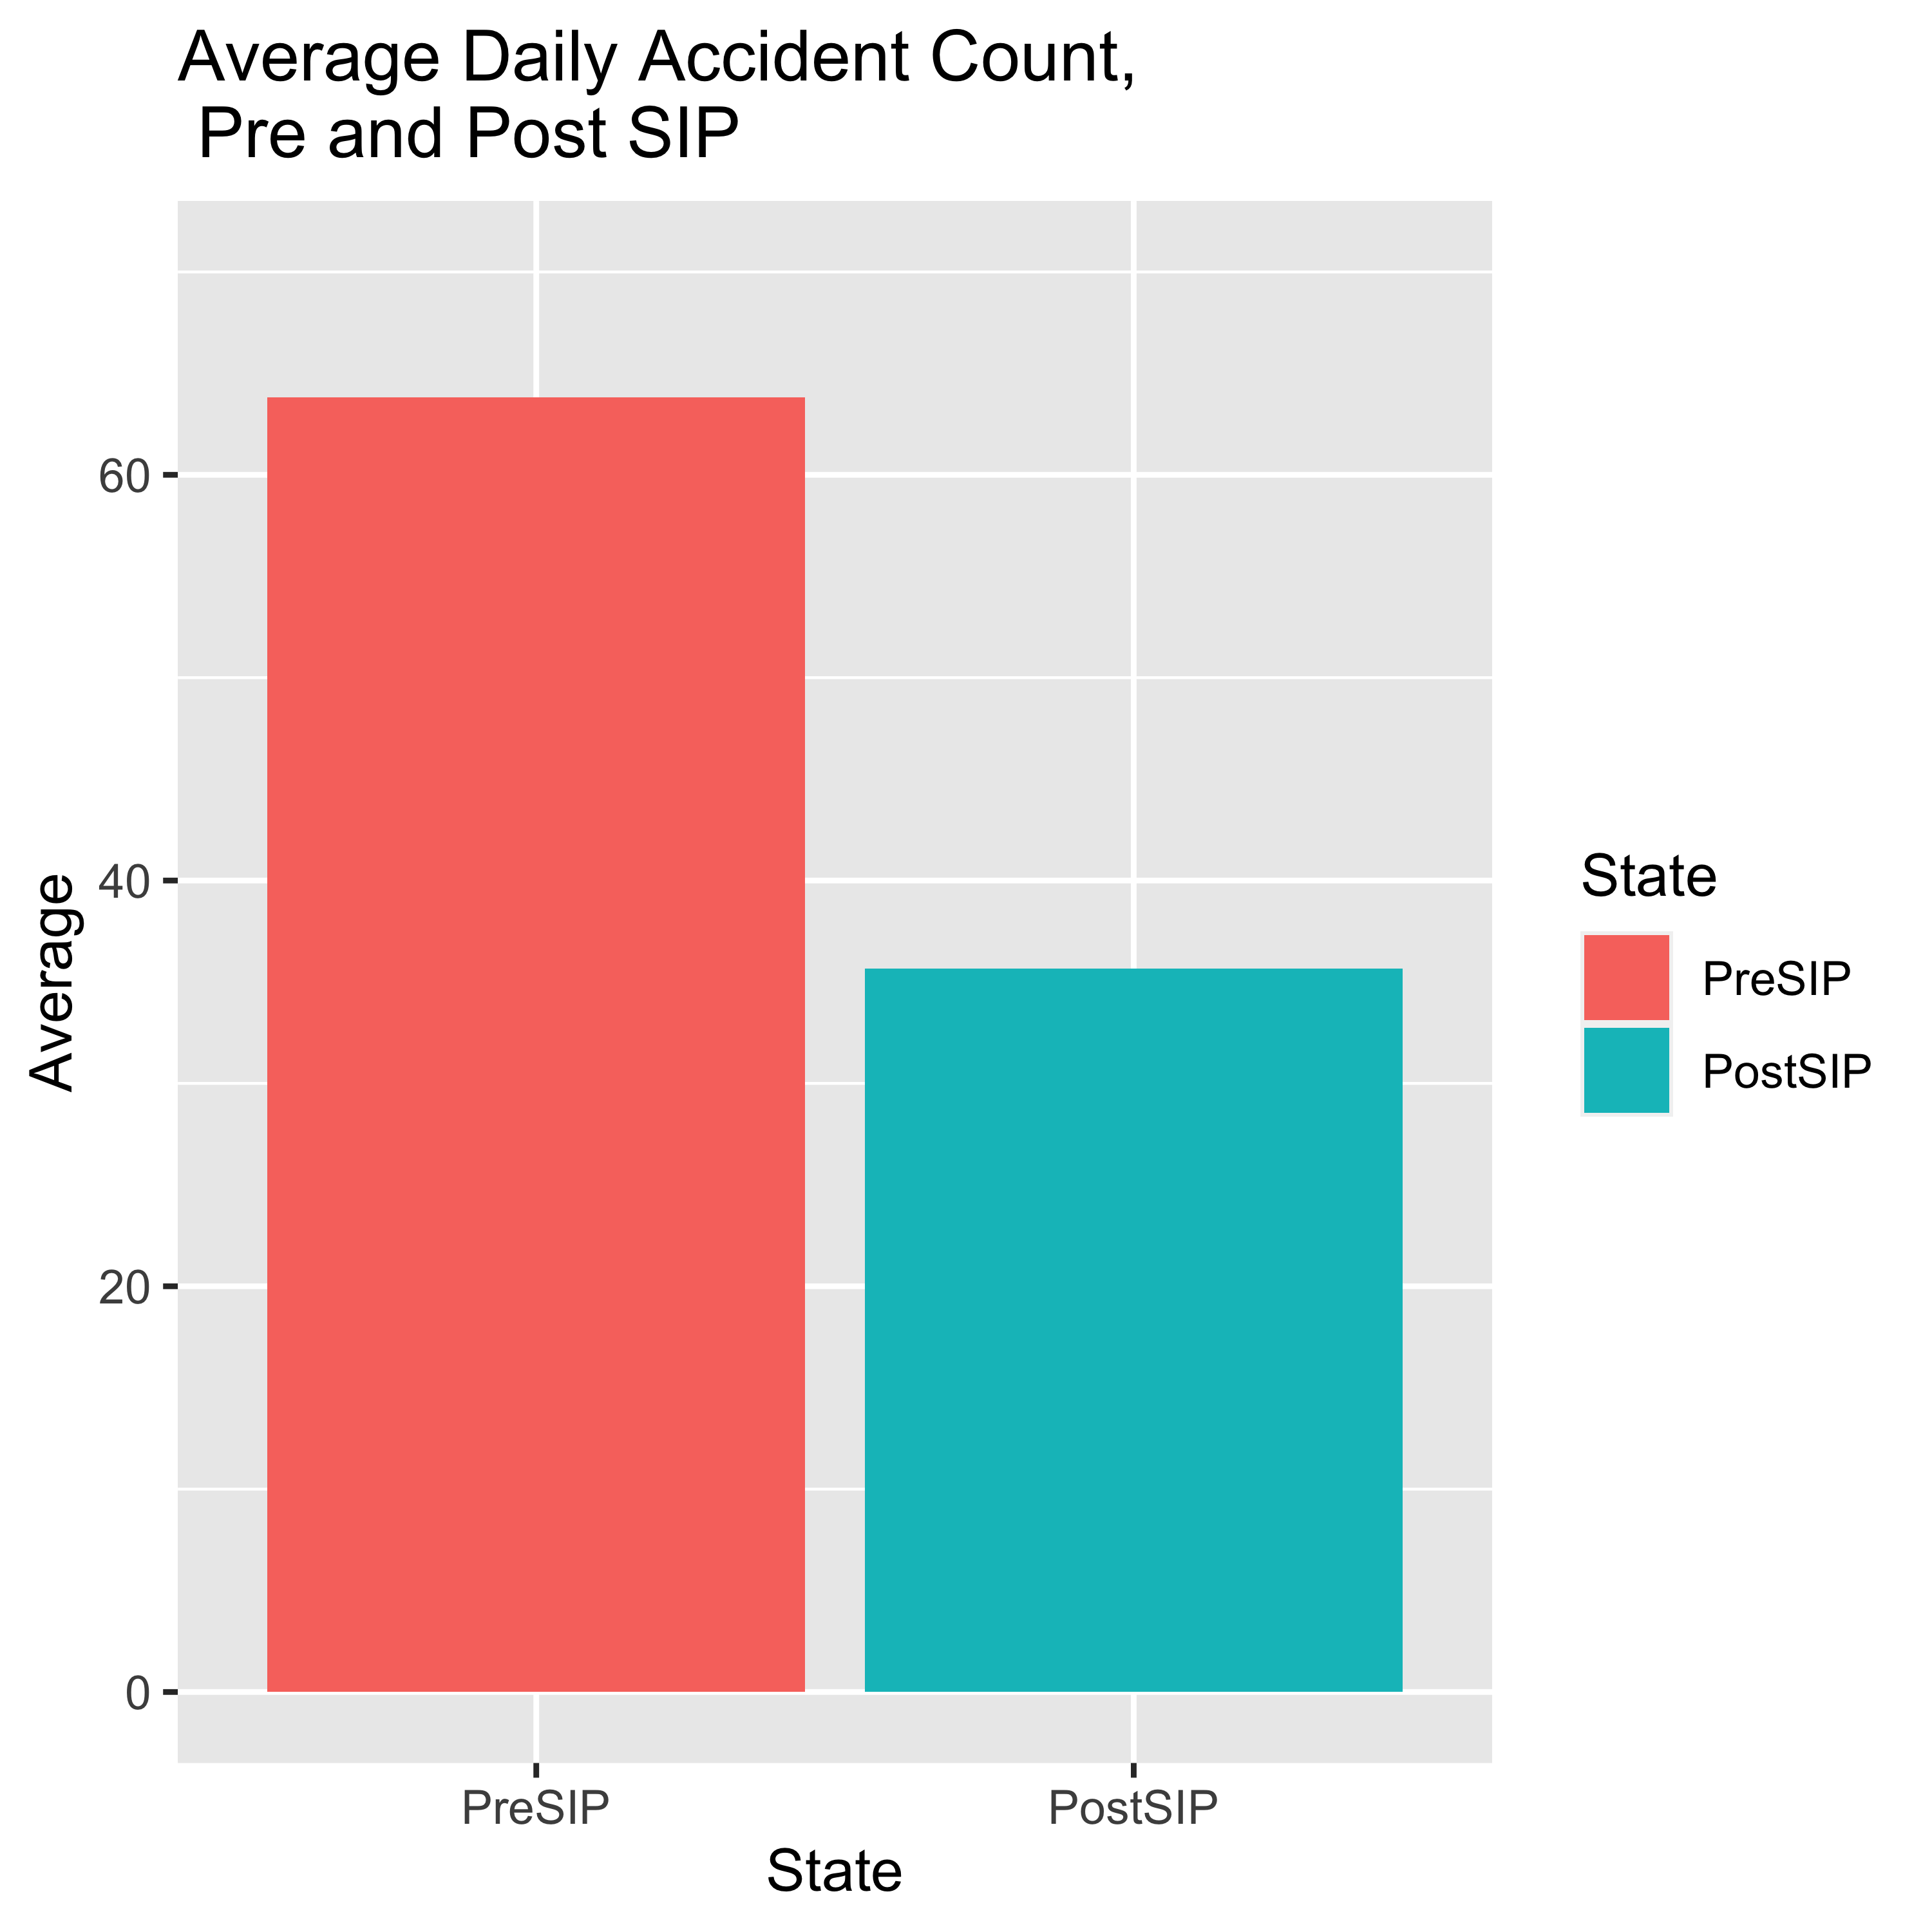 Average Daily Accident Count,
Pre and Post SIP
Average
60
40
20
0
PreSIP
PostSIP
State
State
PreSIP
PostSIP